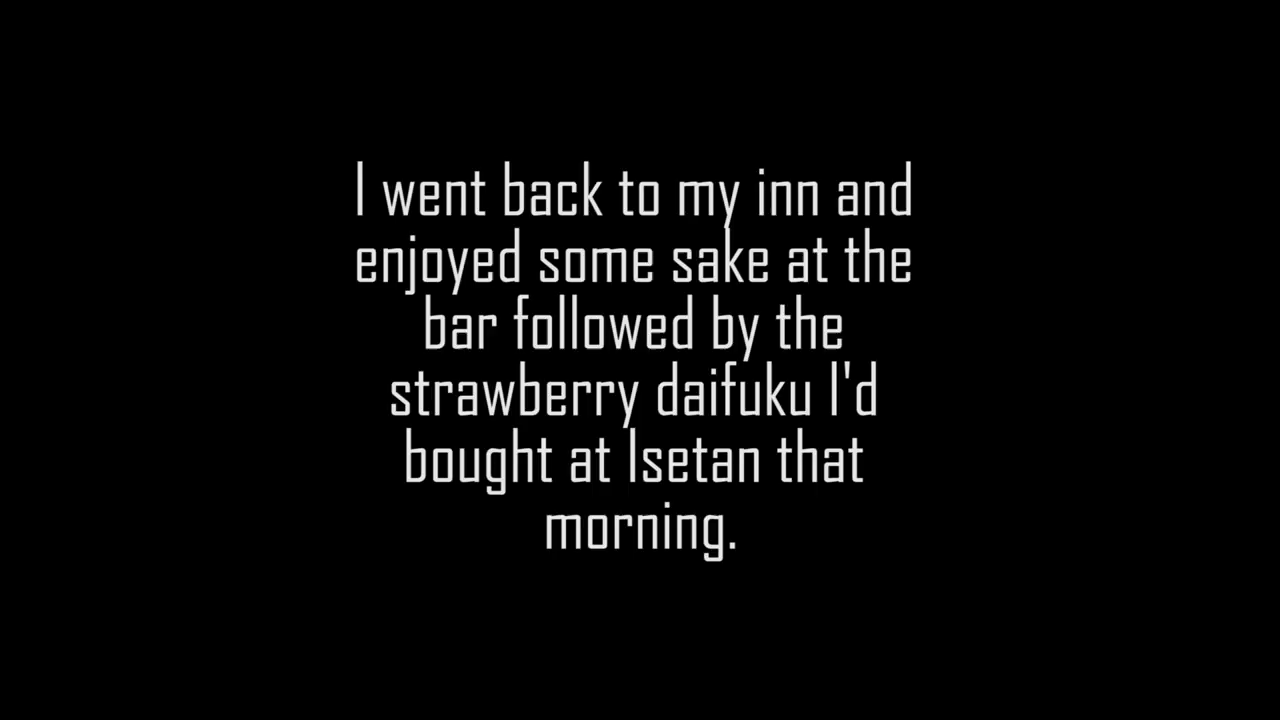 I went back to my inn and
enjoyed some sake at the
bar followed by the
strawberry daifuku I'd
bought at Isetan that
morning.